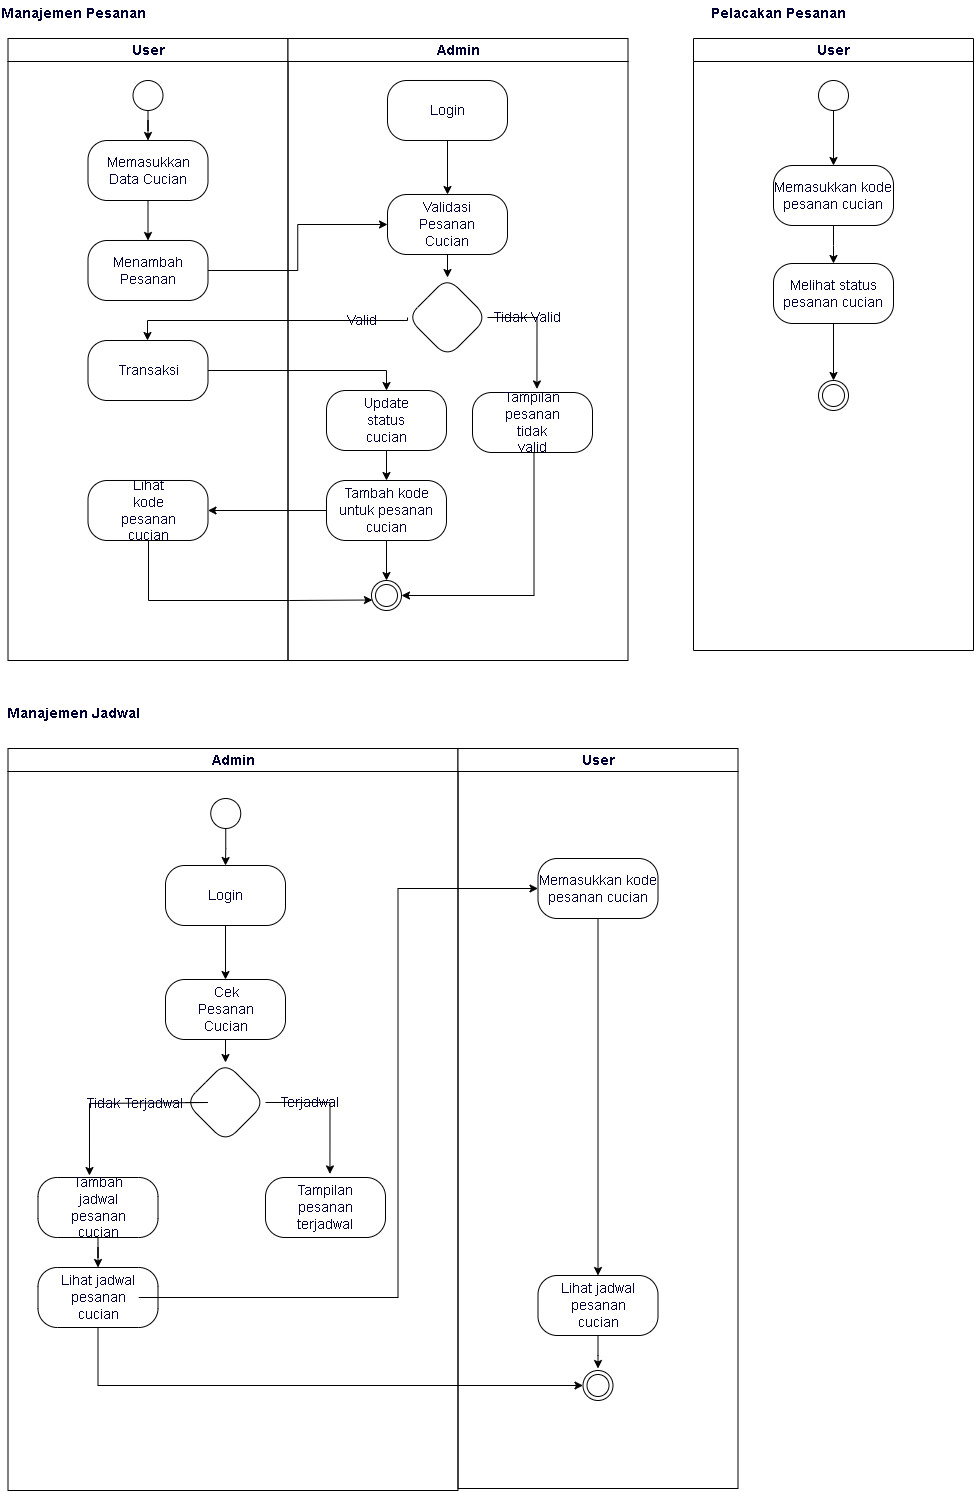 Manajemen Pesanan
User
Admin
Memasukkan
Data Cucian
Menambah
Pesanan
Login
Validasi
Pesanan
Cucian
Valid
Tidak Valid
Transaksi
Update
status
cucian
Tampilan
pesanan
tidak
valid
Tambah kode
untuk pesanan
cucian
Lihat
kode
pesanan
cucian
Pelacakan Pesanan
User
Memasukkan kode
pesanan cucian
Melihat status
pesanan cucian
Manajemen Jadwal
Admin
User
Login
Cek
Pesanan
Cucian
Tidak Terjadwal
Terjadwal
Tambah
jadwal
pesanan
cucian
Tampilan
pesanan
terjadwal
Lihat jadwal
pesanan
cucian
Memasukkan kode
pesanan cucian
Lihat jadwal
pesanan
cucian